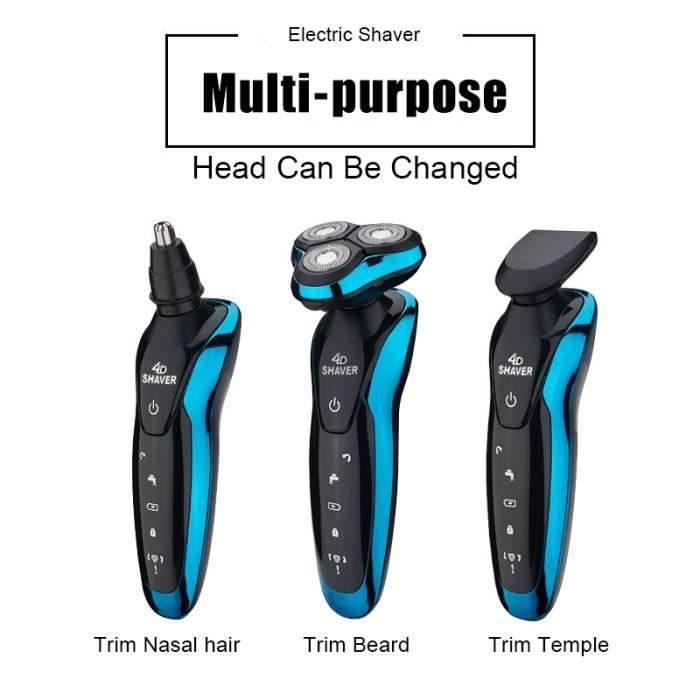 Electric Shaver
Multi-purpose
Head Can Be Changed
4D
SHAVER
4D
SHAVER
4D
SHAVER
Trim Nasal hair
Trim Beard
Trim Temple